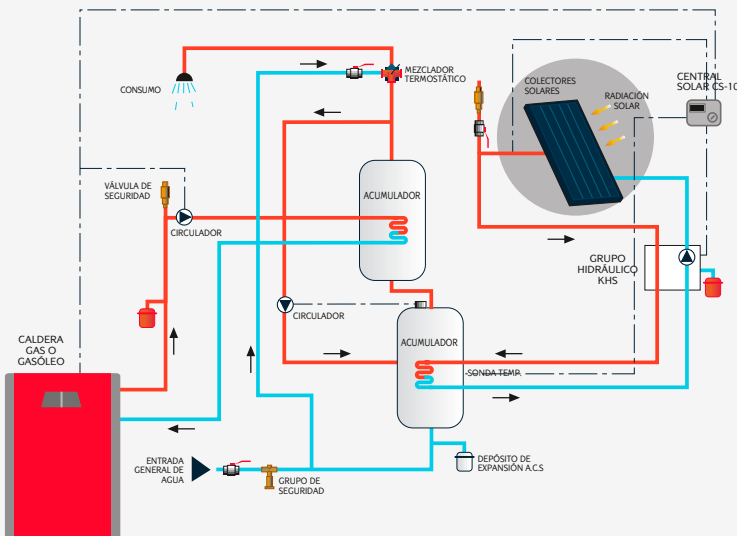 CONSUMO
MEZCLADOR
TERMOSTÁTICO
COLECTORES
SOLARES
RADIACIÓN
SOLAR
CENTRAL
SOLAR CS-10
VÁLVULA DE
SEGURIDAD
CIRCULADOR
ACUMULADOR
GRUPO
HIDRÁULICO
KHS
CIRCULADOR
ACUMULADOR
CALDERA
GAS O
GASÓLEO
SONDA TEMP.
ENTRADA
GENERAL DE
AGUA
GRUPO DE
SEGURIDAD
DEPÓSITO DE
EXPANSIÓN A.C.S